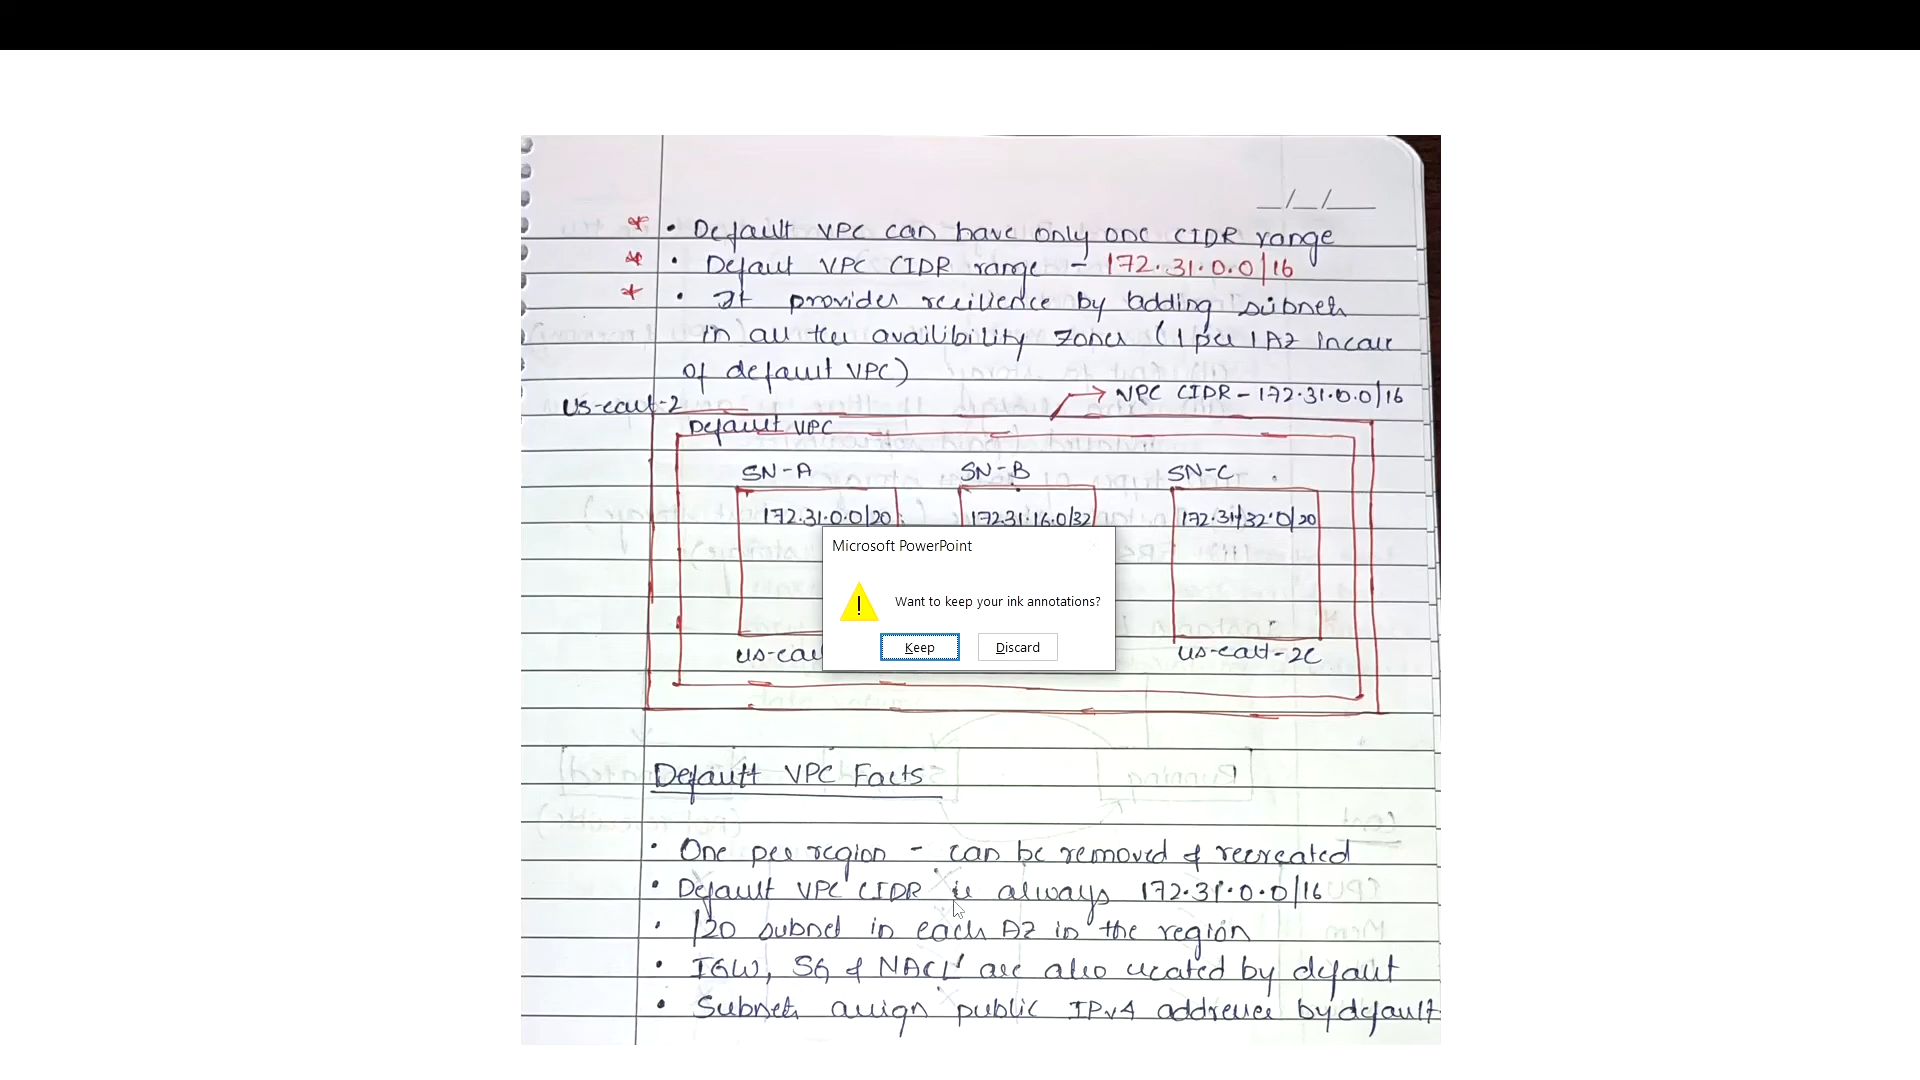 _/_/__
* • Default VPC can have only one CIDR range
* • Defaut VPC CIDR range - 172.31.0.0/16
* • It provides resilience by adding subnets
in all the availibility zones (1 per 1 AZ incase
of default VPC)
VPC CIDR - 172.31.0.0/16
us-east-2
Default VPC
SN-A SN-B SN-C
172.31.0.0/20 172.31.16.0/32 172.31.32.0/20
Microsoft PowerPoint
Want to keep your ink annotations?
Keep Discard
us-eas us-east-2C
Default VPC Facts
• One per region - can be removed & recreated
• Default VPC CIDR is always 172.31.0.0/16
• /20 subnet in each AZ in the region
• IGW, SG & NACL are also created by defaut
• Subnets assign public IPv4 addresses by default